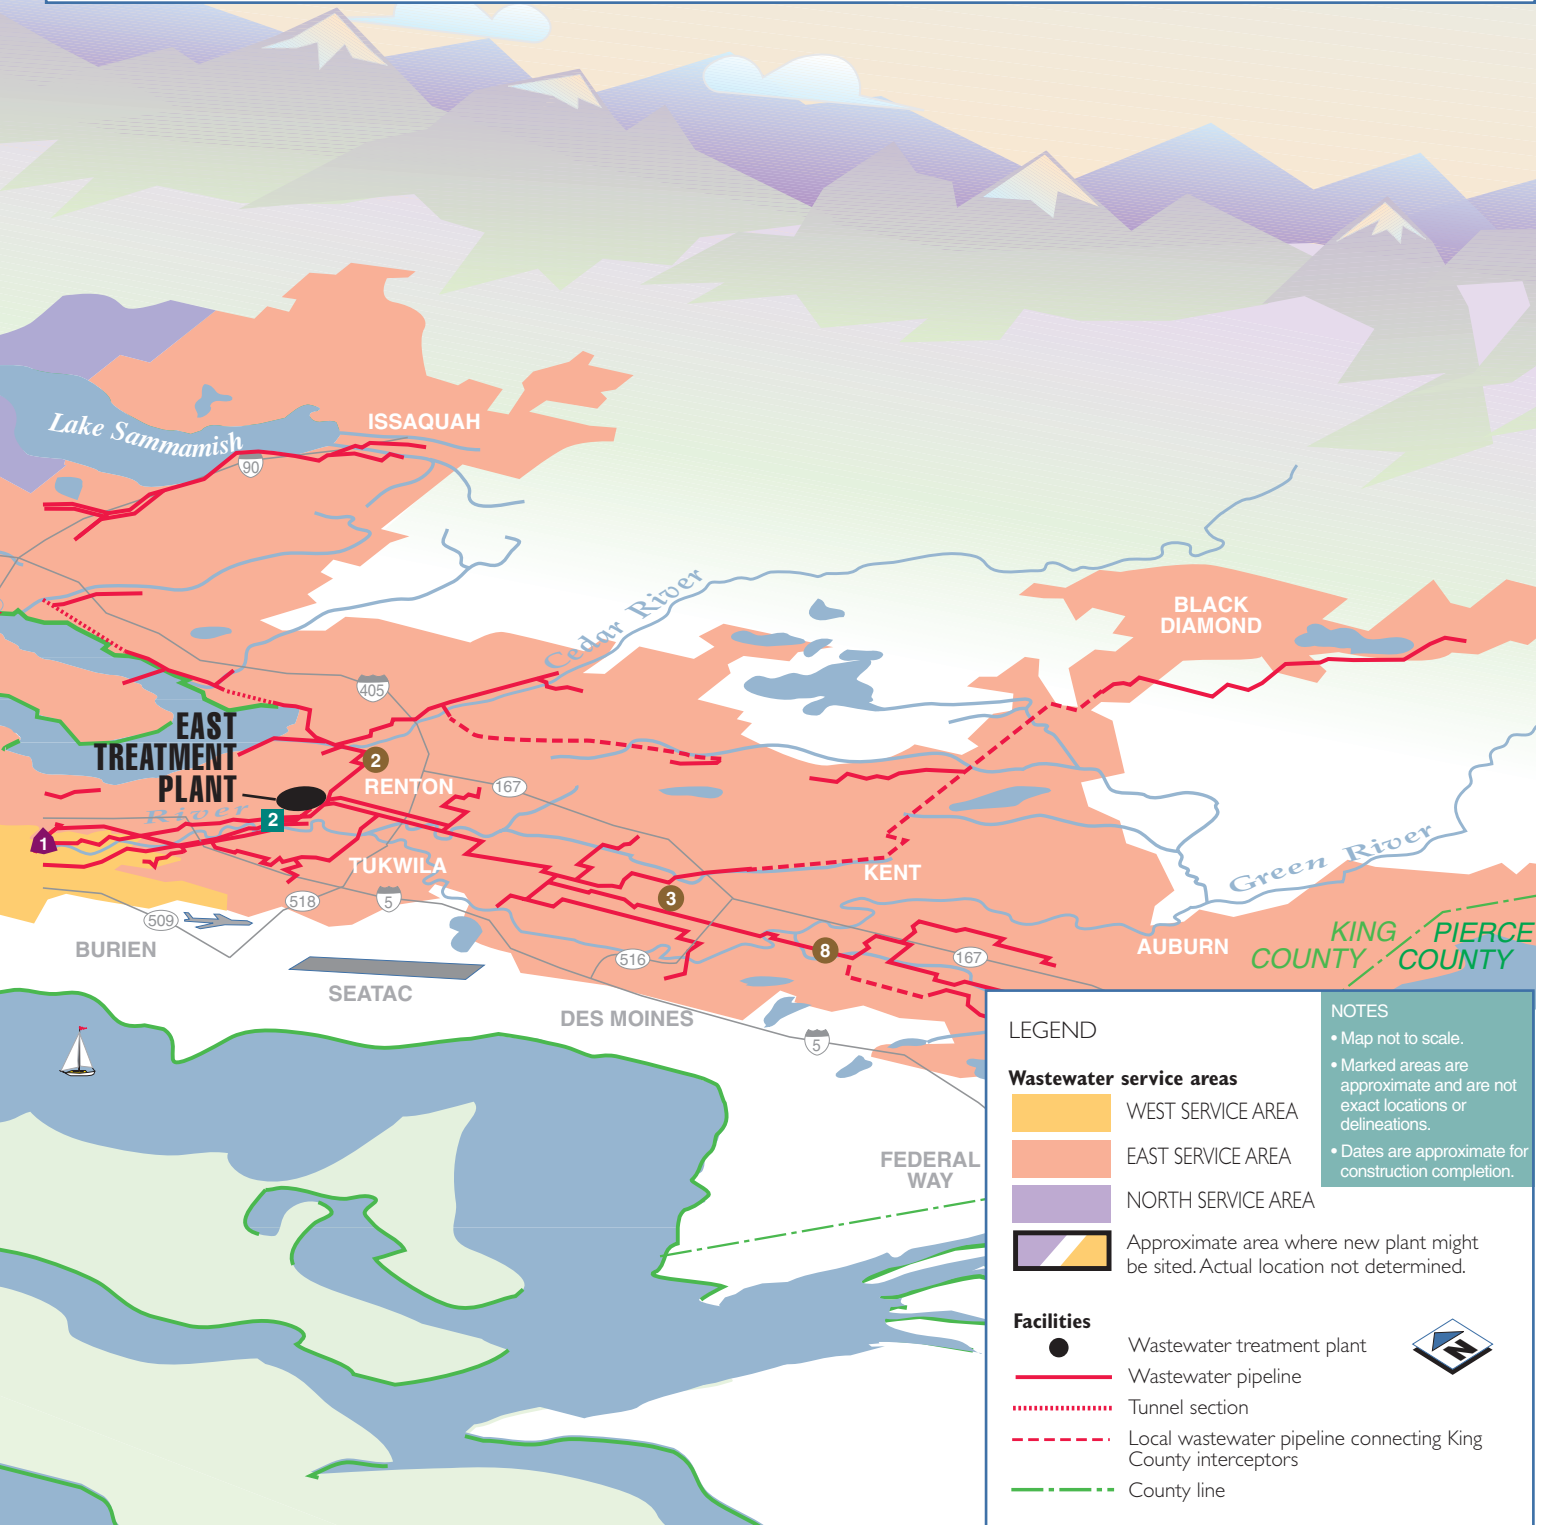 ISSAQUAH
Lake Sammamish
90
Cedar River
BLACK
DIAMOND
405
EAST
TREATMENT
PLANT
2
RENTON
167
River
2
1
TUKWILA
KENT
Green River
518
5
3
509
BURIEN
KING
COUNTY
PIERCE
COUNTY
AUBURN
8
516
167
SEATAC
DES MOINES
5
FEDERAL
WAY
LEGEND
Wastewater service areas
WEST SERVICE AREA
EAST SERVICE AREA
NORTH SERVICE AREA
Approximate area where new plant might
be sited. Actual location not determined.
NOTES
• Map not to scale.
• Marked areas are
approximate and are not
exact locations or
delineations.
• Dates are approximate for
construction completion.
Facilities
Wastewater treatment plant
N
Wastewater pipeline
Tunnel section
Local wastewater pipeline connecting King
County interceptors
County line